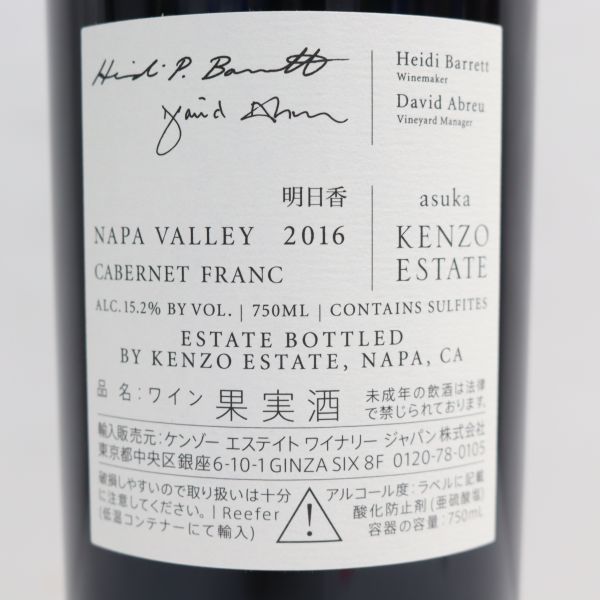 Heidi P. Barrett
David Abreu
Heidi Barrett
Winemaker
David Abreu
Vineyard Manager
明日香
NAPA VALLEY 2016
CABERNET FRANC
asuka
KENZO
ESTATE
ALC.15.2% BY VOL. | 750ML | CONTAINS SULFITES
ESTATE BOTTLED
BY KENZO ESTATE, NAPA, CA
品名:ワイン 果実酒
未成年の飲酒は法律
で禁じられております。
輸入販売元:ケンゾー エステイト ワイナリー ジャパン株式会社
東京都中央区銀座6-10-1 GINZA SIX 8F 0120-78-0105
破損しやすので取り扱いは十分
に注意してください。| Reefer
(低温コンテナーにて輸入)
!
アルコール度:ラベルに記載
酸化防止剤(亜硫酸塩)
容器の容量:750mL